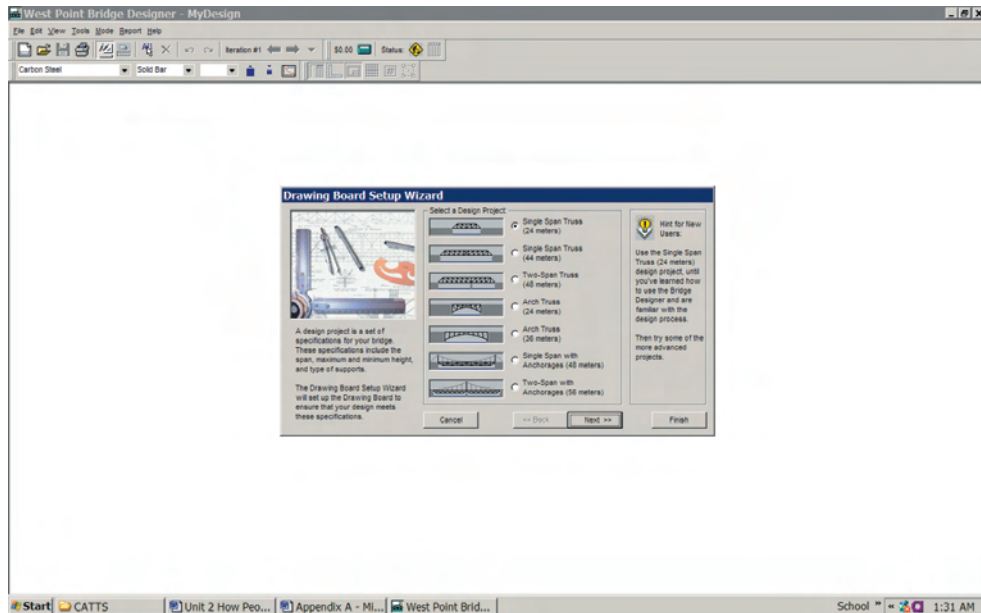 West Point Bridge Designer - MyDesign
File Edit View Tools Mode Report Help
Iteration #1 $0.00 Status:
Carbon Steel Solid Bar
Drawing Board Setup Wizard
A design project is a set of
specifications for your bridge.
These specifications include the
span, maximum and minimum height,
and type of supports.
The Drawing Board Setup Wizard
will set up the Drawing Board to
ensure that your design meets
these specifications.
Select a Design Project
Single Span Truss
(24 meters)
Single Span Truss
(44 meters)
Two-Span Truss
(48 meters)
Arch Truss
(24 meters)
Arch Truss
(36 meters)
Single Span with
Anchorages (48 meters)
Two-Span with
Anchorages (56 meters)
Hint for New
Users:
Use the Single Span
Truss (24 meters)
design project, until
you've learned how
to use the Bridge
Designer and are
familiar with the
design process.
Then try some of the
more advanced
projects.
Cancel << Back Next >> Finish
Start CATTS Unit 2 How Peo... Appendix A - Mi... West Point Brid... School » « 1:31 AM